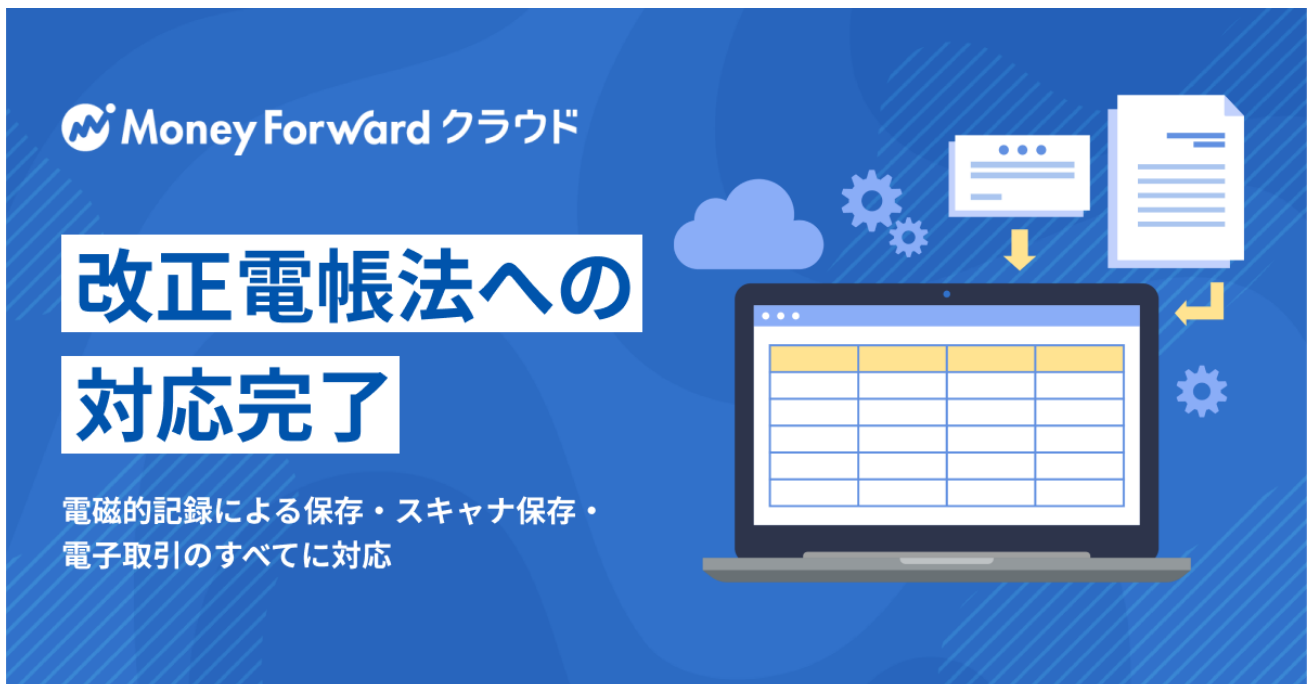 Money Forward クラウド
改正電帳法への
対応完了
電磁的記録による保存・スキャナ保存・
電子取引のすべてに対応